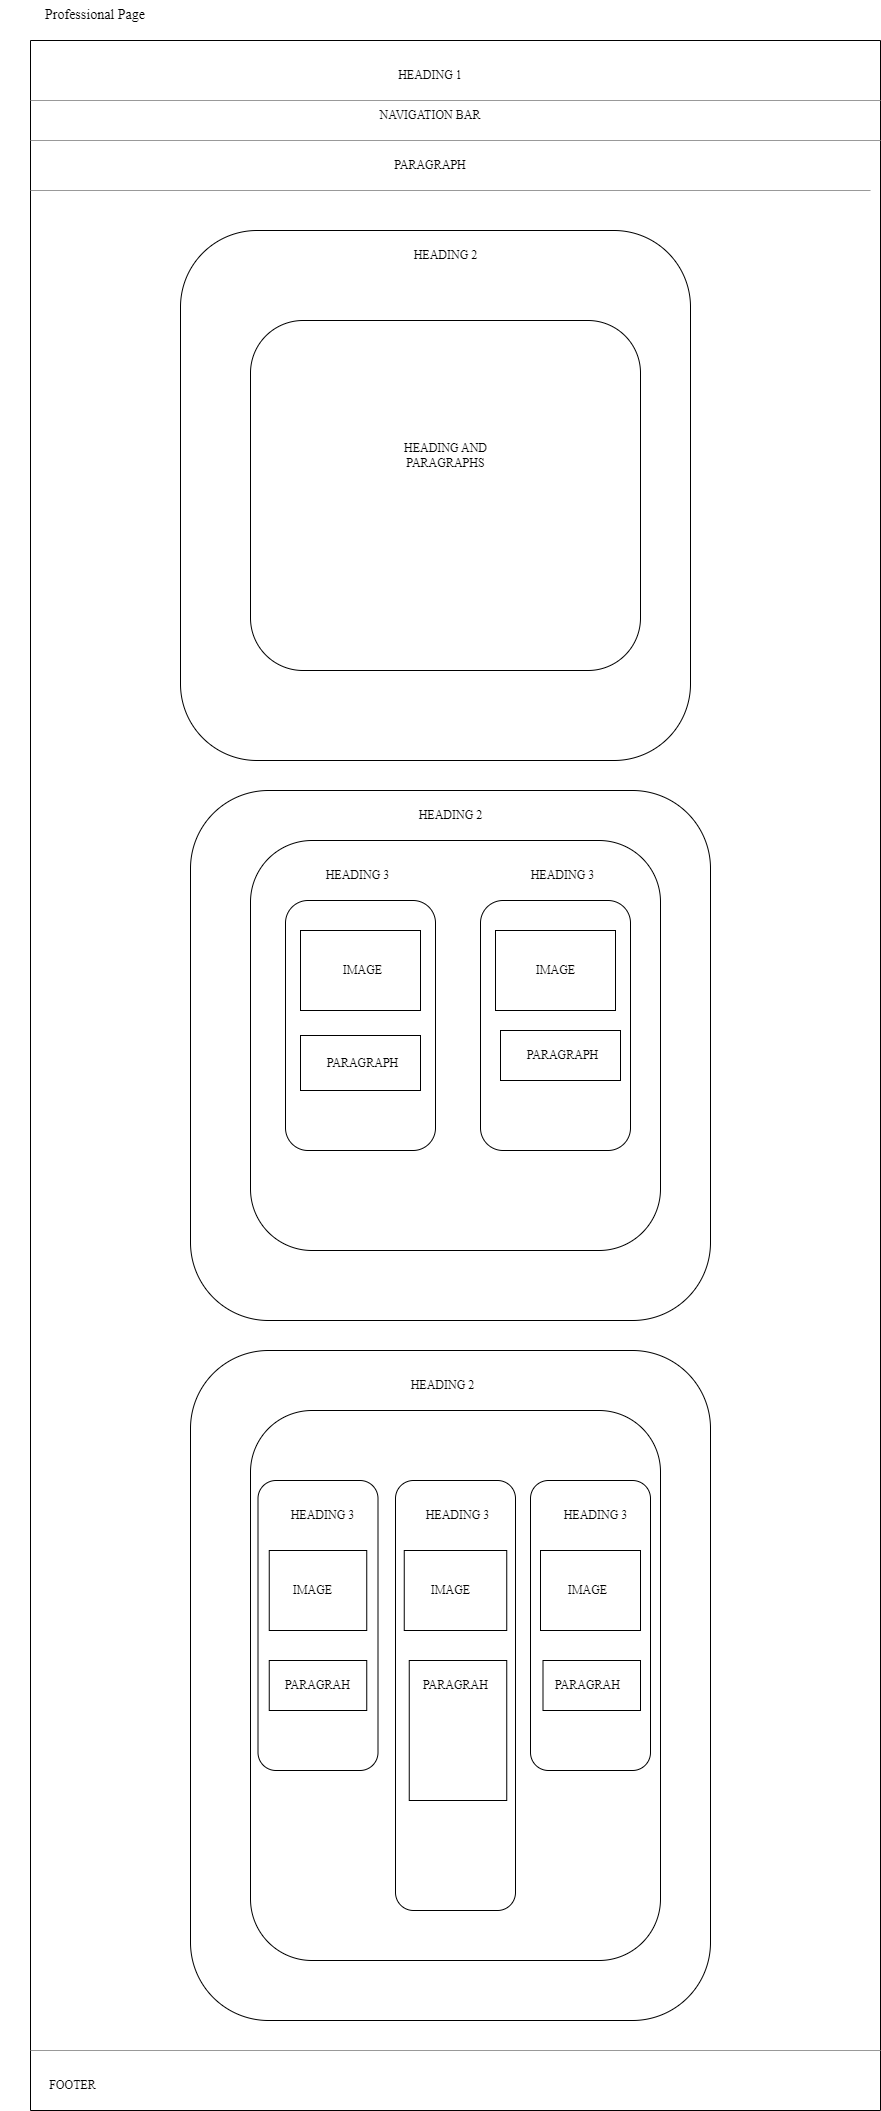 Professional Page
HEADING 1
NAVIGATION BAR
PARAGRAPH
HEADING 2
HEADING AND
PARAGRAPHS
HEADING 2
HEADING 3
HEADING 3
IMAGE
IMAGE
PARAGRAPH
PARAGRAPH
HEADING 2
HEADING 3
HEADING 3
HEADING 3
IMAGE
IMAGE
IMAGE
PARAGRAH
PARAGRAH
PARAGRAH
FOOTER